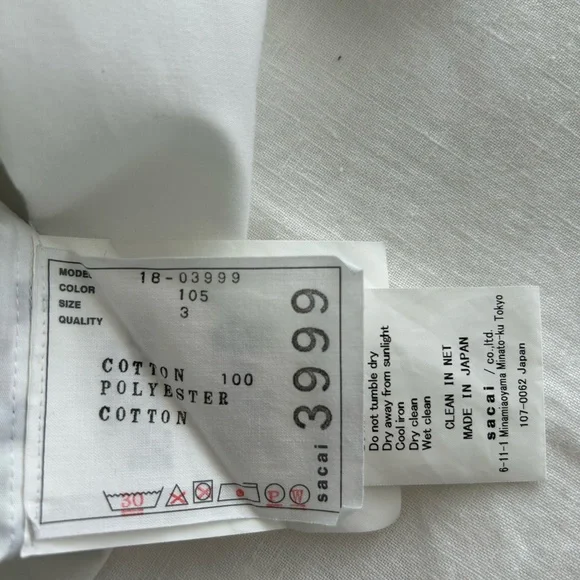 MODEL 18-03999
COLOR 105
SIZE 3
QUALITY
COTTON 100
POLYESTER
COTTON
30
P W
sacai 3999
Do not tumble dry
Dry away from sunlight
Cool iron
Dry clean
Wet clean
CLEAN IN NET
MADE IN JAPAN
sacai / co.,ltd.
6-11-1 Minamiaoyama Minato-ku Tokyo
107-0062 Japan